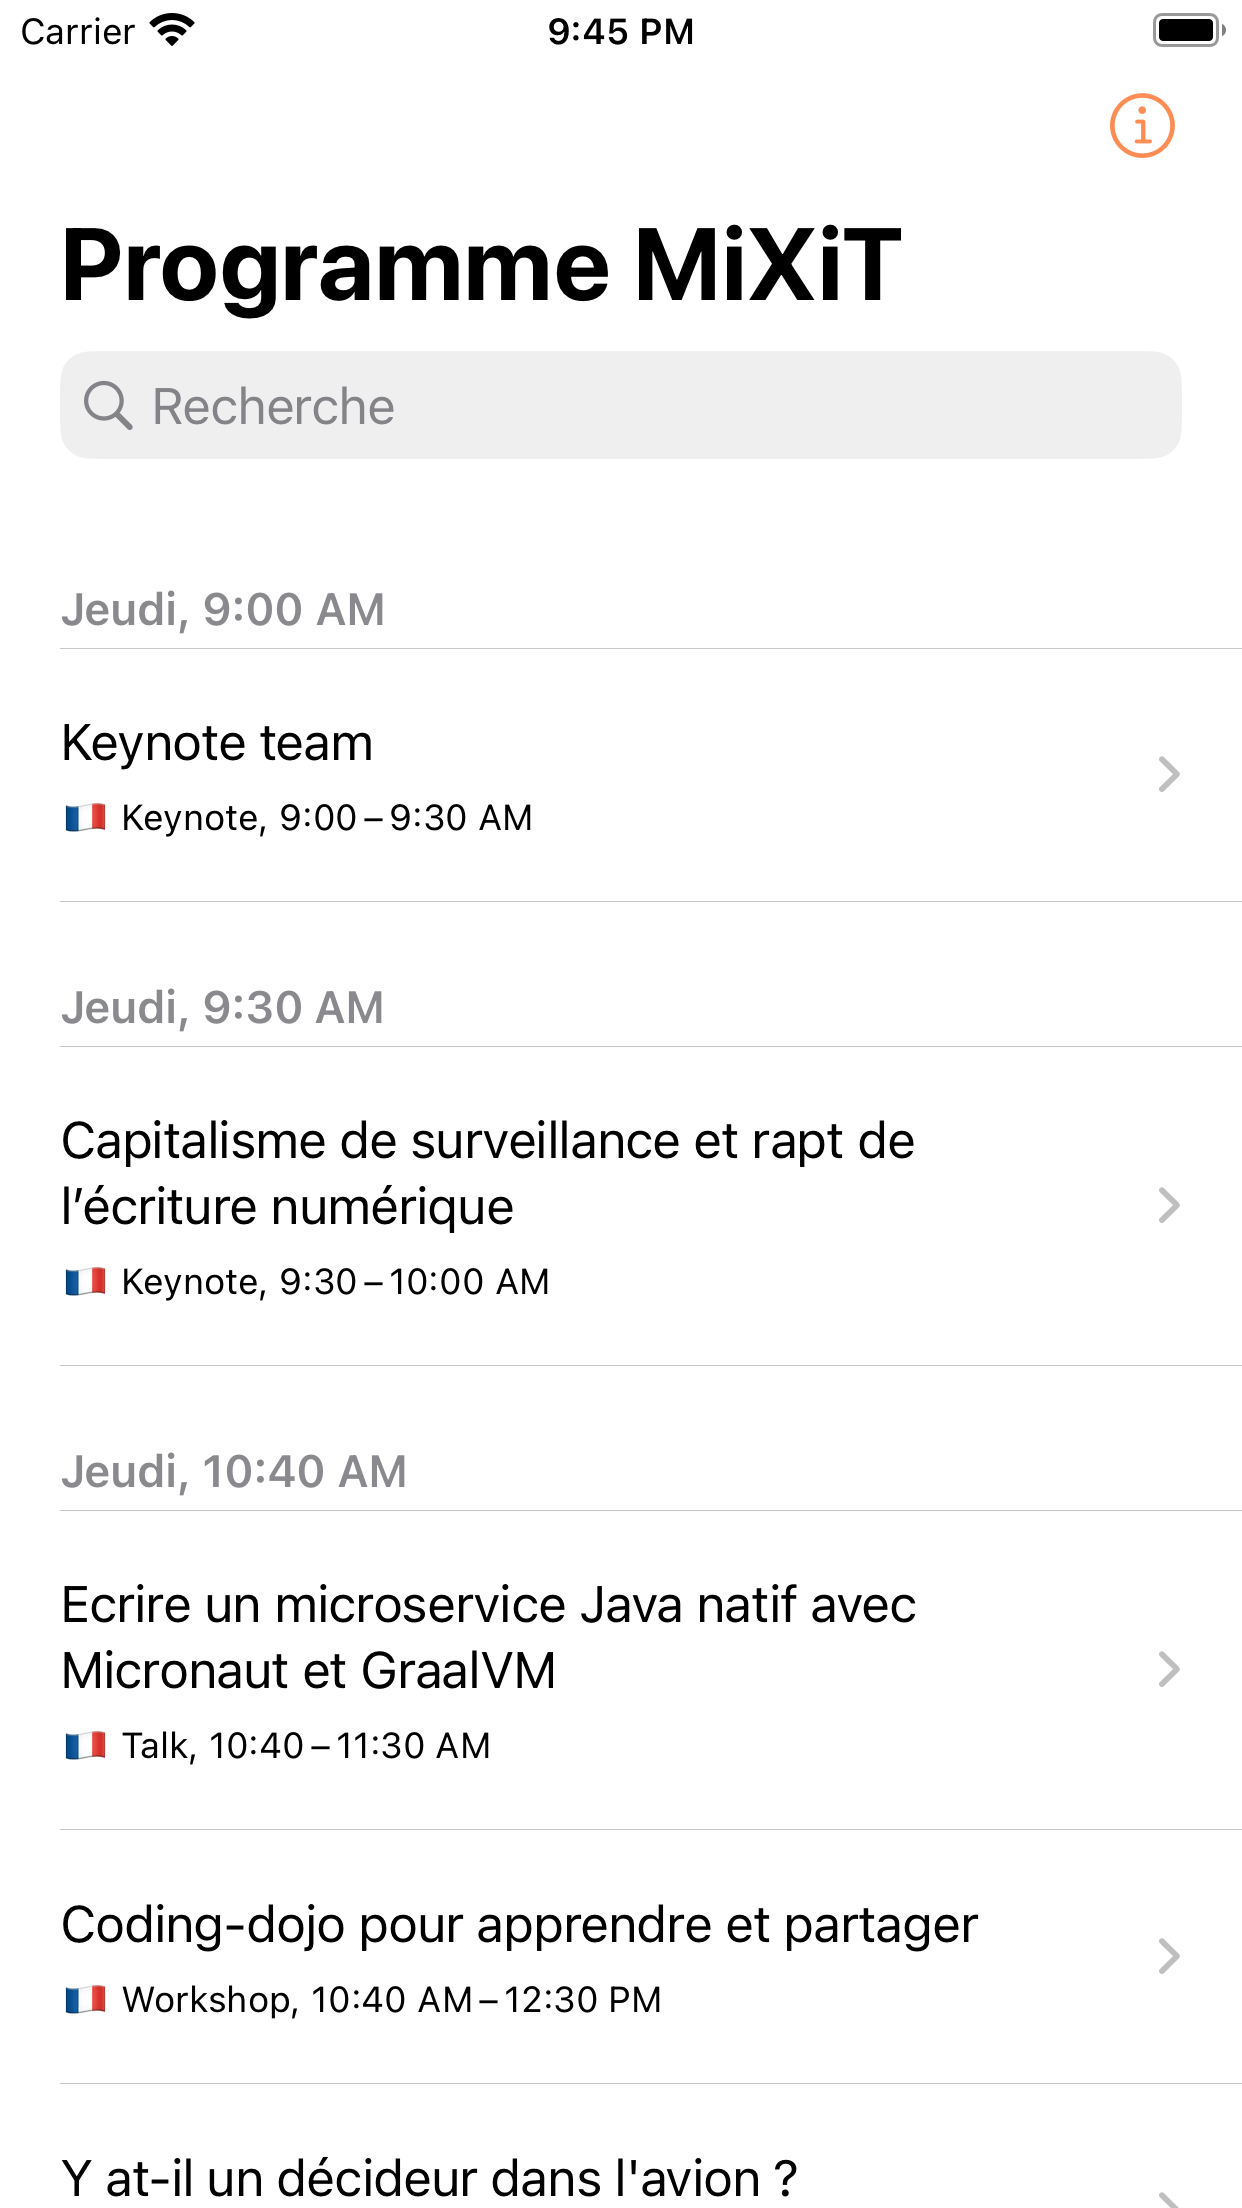 Carrier
9:45 PM
Programme MiXiT
Recherche
Jeudi, 9:00 AM
Keynote team
🇫🇷 Keynote, 9:00 – 9:30 AM
Jeudi, 9:30 AM
Capitalisme de surveillance et rapt de
l’écriture numérique
🇫🇷 Keynote, 9:30 – 10:00 AM
Jeudi, 10:40 AM
Ecrire un microservice Java natif avec
Micronaut et GraalVM
🇫🇷 Talk, 10:40 – 11:30 AM
Coding-dojo pour apprendre et partager
🇫🇷 Workshop, 10:40 AM – 12:30 PM
Y at-il un décideur dans l'avion ?